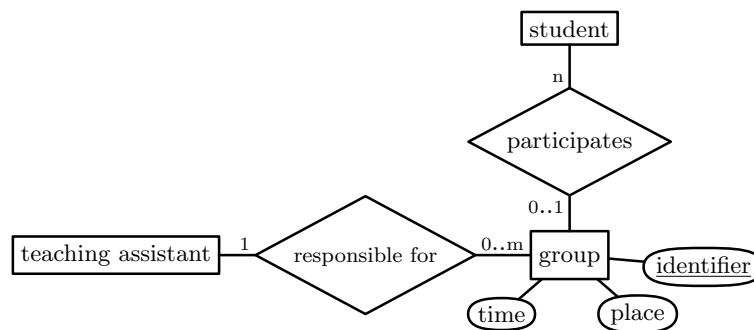 student
n
participates
0..1
teaching assistant
1
responsible for
0..m
group
identifier
time
place